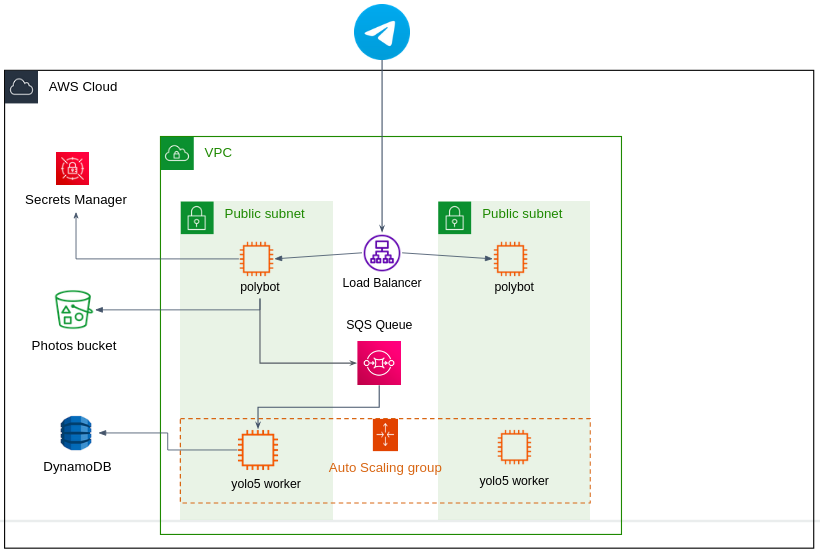 AWS Cloud
VPC
Secrets Manager
Public subnet
Public subnet
polybot
Load Balancer
polybot
Photos bucket
SQS Queue
DynamoDB
yolo5 worker
Auto Scaling group
yolo5 worker